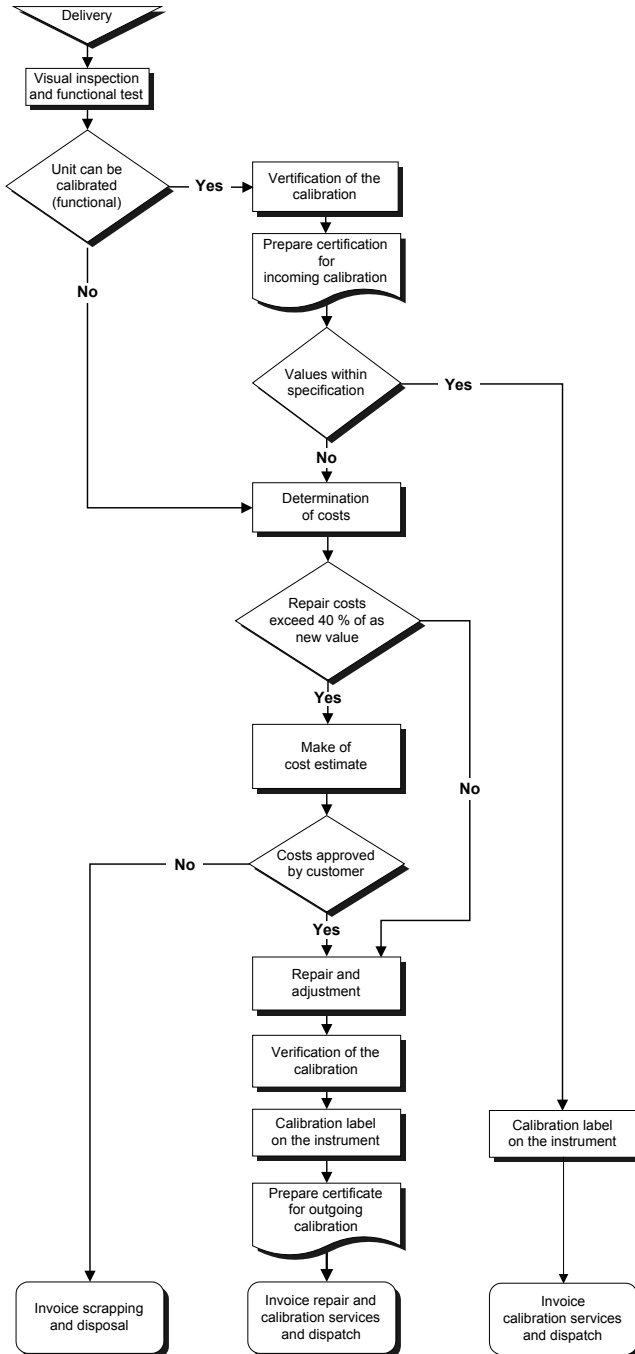 Delivery
Visual inspection
and functional test
Unit can be
calibrated
(functional)
Yes
Vertification of the
calibration
Prepare certification
for
incoming calibration
No
Values within
specification
Yes
No
Determination
of costs
Repair costs
exceed 40 % of as
new value
Yes
Make of
cost estimate
No
Costs approved
by customer
No
Yes
Repair and
adjustment
Verification of the
calibration
Calibration label
on the instrument
Calibration label
on the instrument
Prepare certificate
for outgoing
calibration
Invoice scrapping
and disposal
Invoice repair and
calibration services
and dispatch
Invoice
calibration services
and dispatch